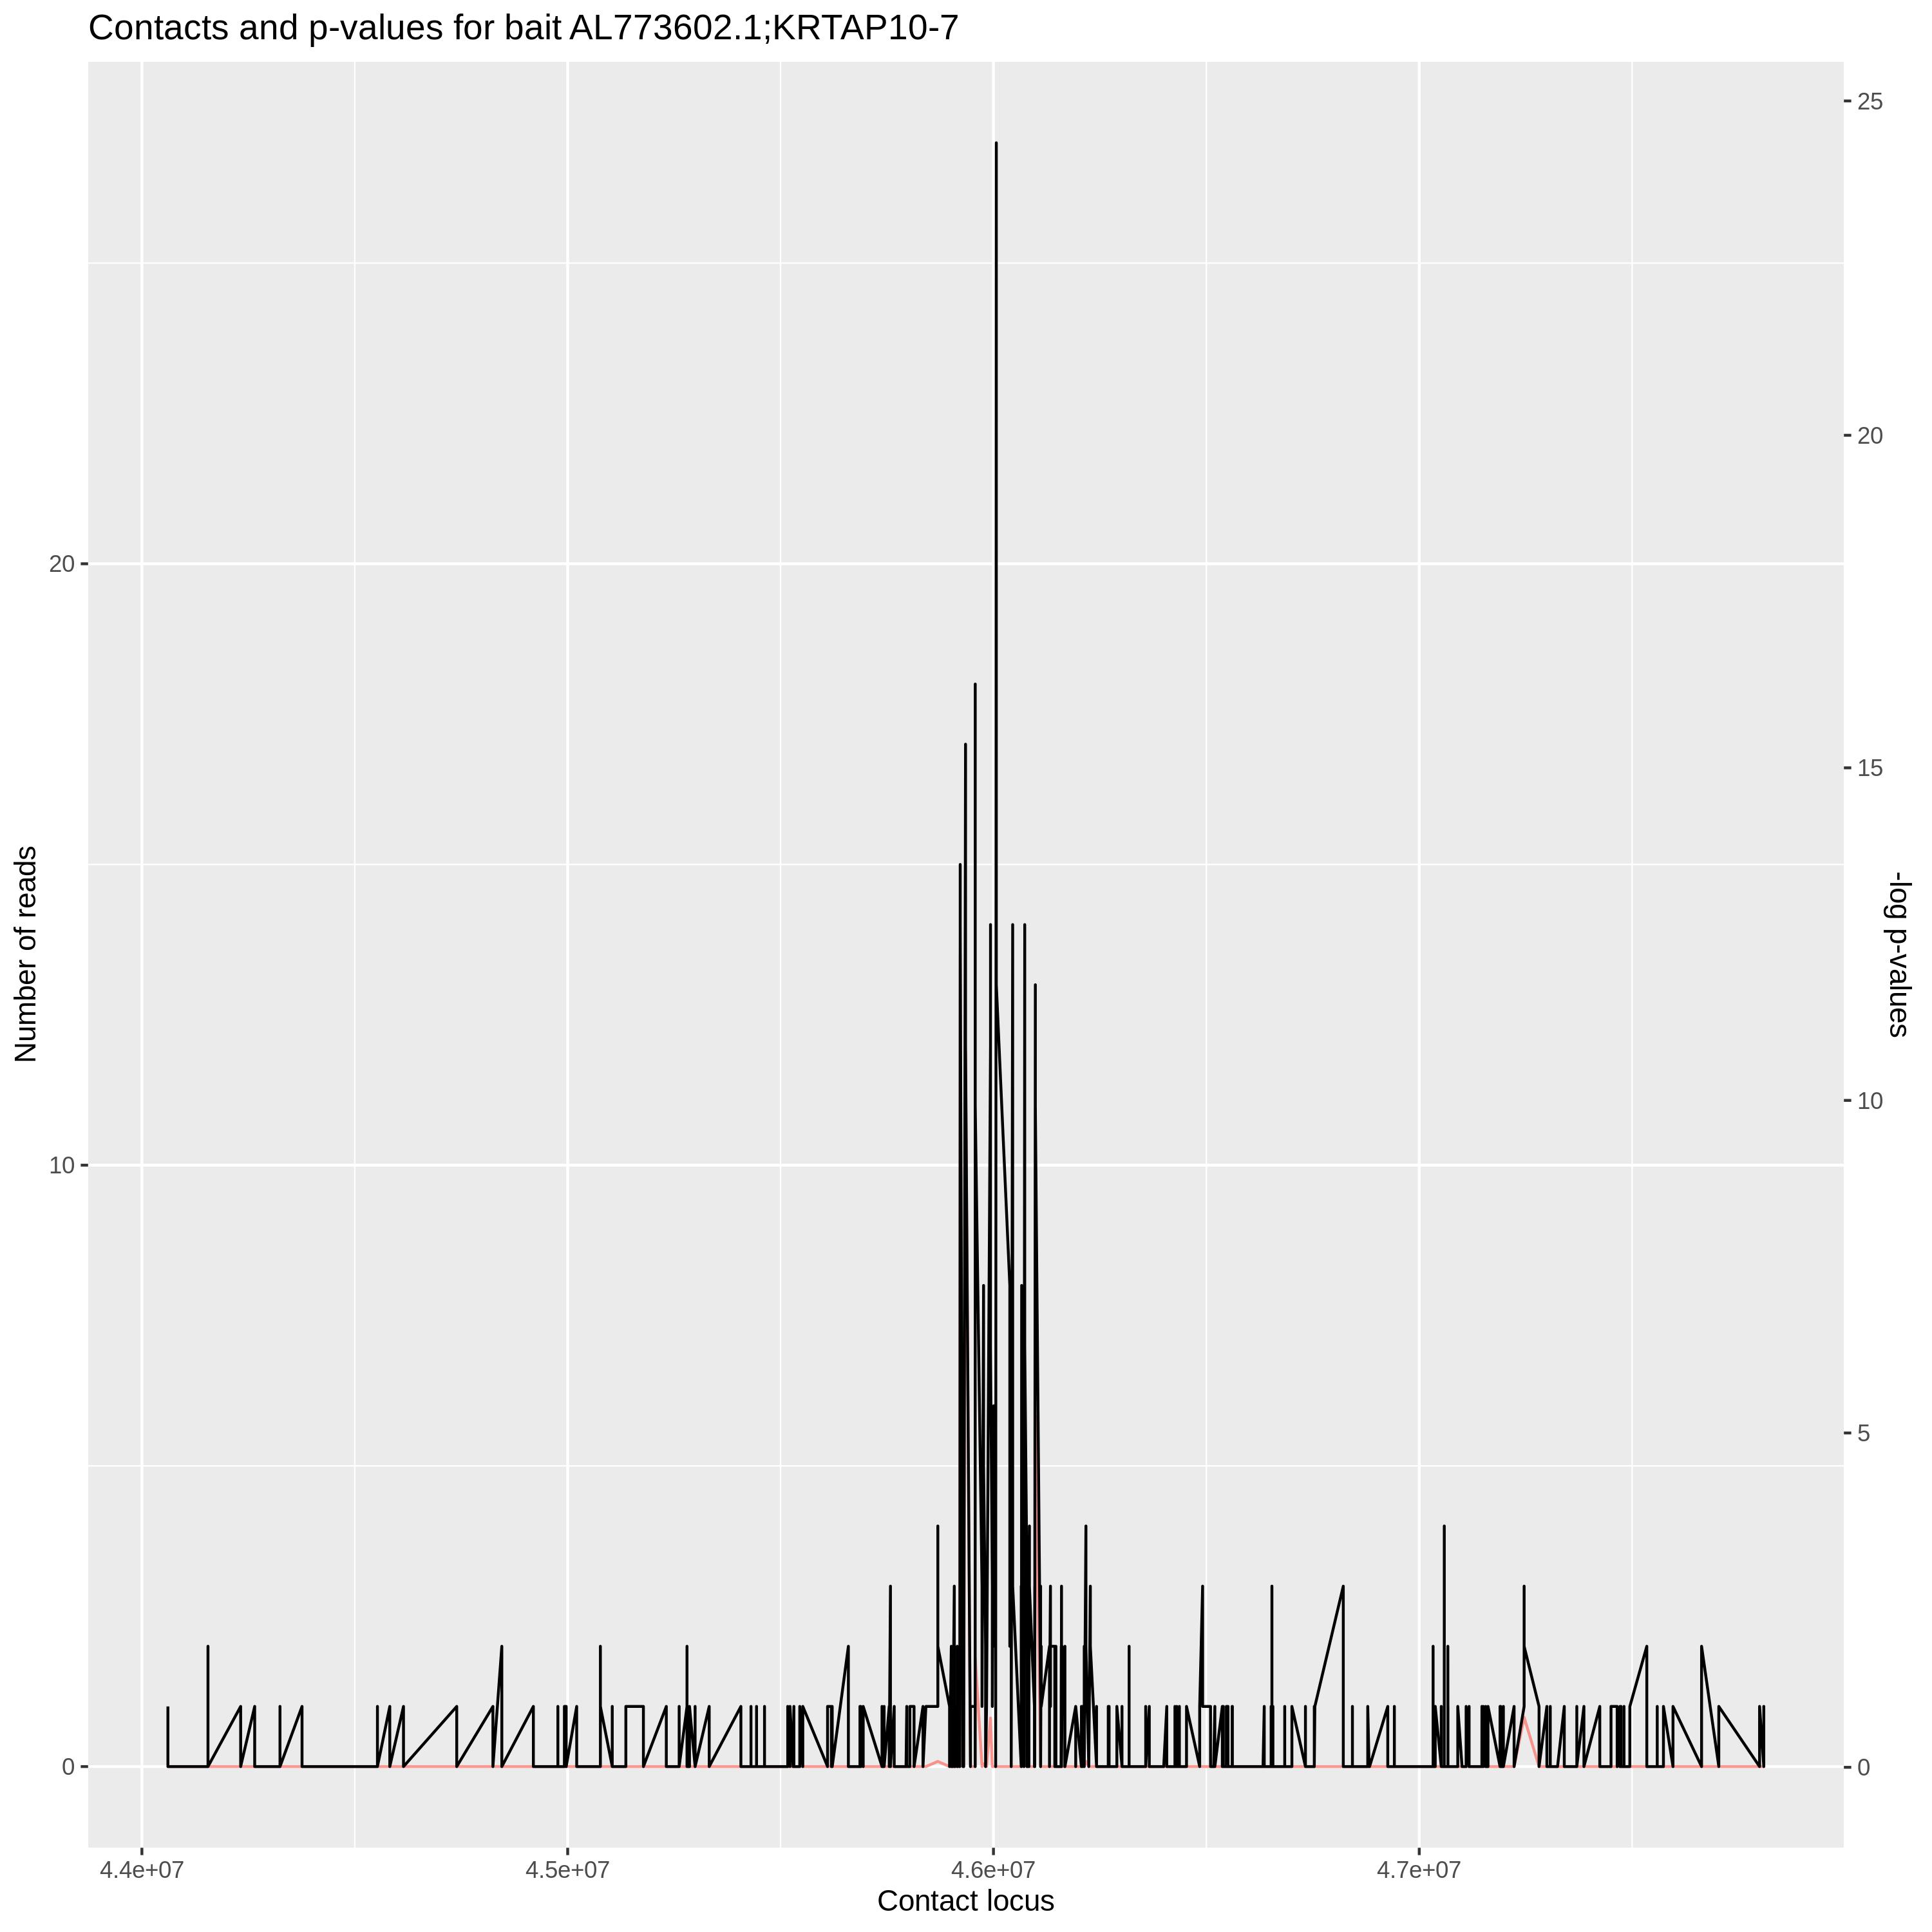 Contacts and p-values for bait AL773602.1;KRTAP10-7
25
20
15
10
5
0
20
10
0
Number of reads
-log p-values
4.4e+07
4.5e+07
4.6e+07
4.7e+07
Contact locus